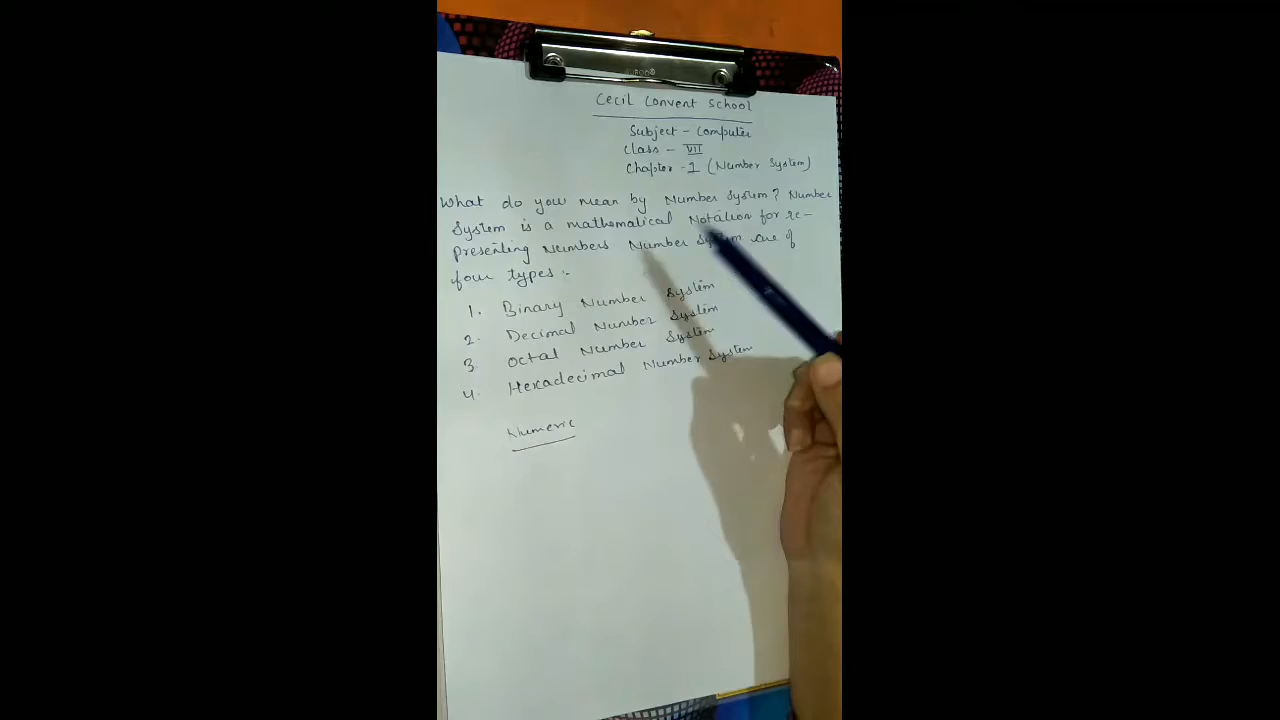 Cecil Convent School
Subject - Computer
Class - VII
Chapter - 1 (Number System)
What do you mean by Number System? Number
System is a mathematical Notation for re-
presenting Numbers Number System are of
four types :-
1. Binary Number System
2. Decimal Number System
3. Octal Number System
4. Hexadecimal Number System
Numeric